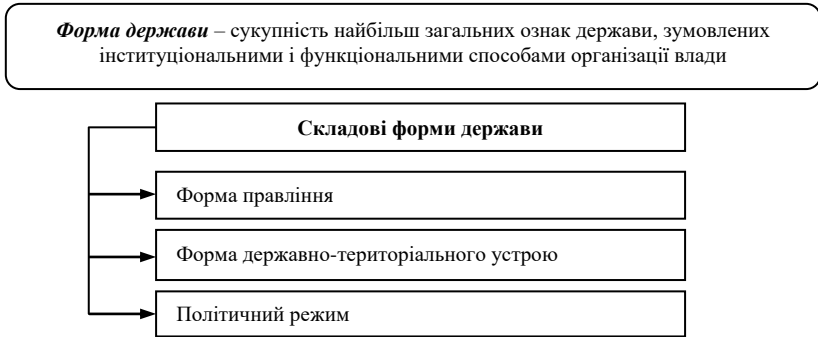 Форма держави – сукупність найбільш загальних ознак держави, зумовлених
інституціональними і функціональними способами організації влади
Складові форми держави
Форма правління
Форма державно-територіального устрою
Політичний режим